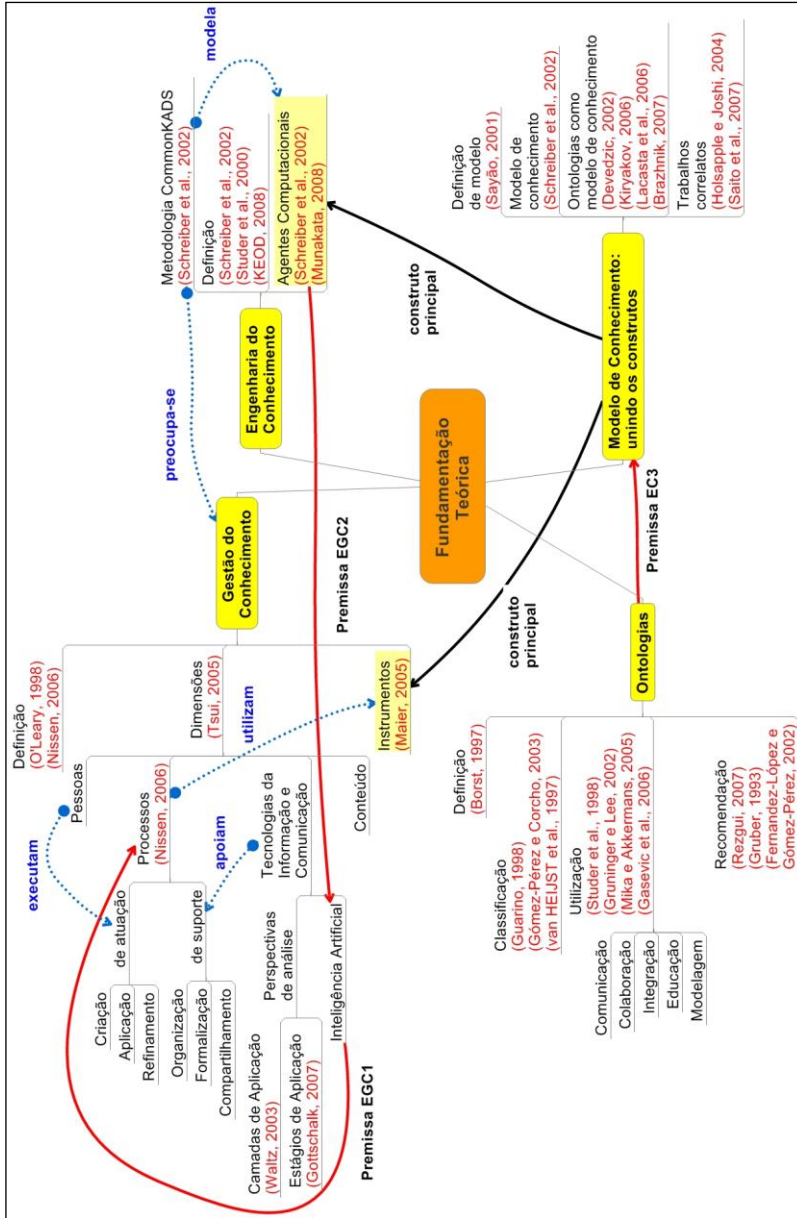 Fundamentação
Teórica
Gestão do
Conhecimento
Definição
(O'Leary, 1998)
(Nissen, 2006)
Dimensões
(Tsui, 2005)
Pessoas
Processos
(Nissen, 2006)
de atuação
Criação
Aplicação
Refinamento
de suporte
Organização
Formalização
Compartilhamento
Tecnologias da
Informação e
Comunicação
Perspectivas
de análise
Camadas de Aplicação
(Waltz, 2003)
Estágios de Aplicação
(Gottschalk, 2007)
Inteligência Artificial
Conteúdo
Instrumentos
(Maier, 2005)
executam
apoiam
utilizam
preocupa-se
modela
Premissa EGC1
Premissa EGC2
Engenharia do
Conhecimento
Metodologia CommonKADS
(Schreiber et al., 2002)
Definição
(Schreiber et al., 2002)
(Studer et al., 2000)
(KEOD, 2008)
Agentes Computacionais
(Schreiber et al., 2002)
(Munakata, 2008)
construto
principal
construto
principal
Ontologias
Definição
(Borst, 1997)
Classificação
(Guarino, 1998)
(Gómez-Pérez e Corcho, 2003)
(van HEIJST et al., 1997)
Utilização
(Studer et al., 1998)
(Gruninger e Lee, 2002)
(Mika e Akkermans, 2005)
(Gasevic et al., 2006)
Comunicação
Colaboração
Integração
Educação
Modelagem
Recomendação
(Rezgui, 2007)
(Gruber, 1993)
(Fernandez-López e
Gómez-Pérez, 2002)
Premissa EC3
Modelo de Conhecimento:
unindo os construtos
Definição
de modelo
(Sayão, 2001)
Modelo de
conhecimento
(Schreiber et al., 2002)
Ontologias como
modelo de conhecimento
(Devedzic, 2002)
(Kiryakov, 2006)
(Lacasta et al., 2006)
(Brazhnik, 2007)
Trabalhos
correlatos
(Holsapple e Joshi, 2004)
(Saito et al., 2007)